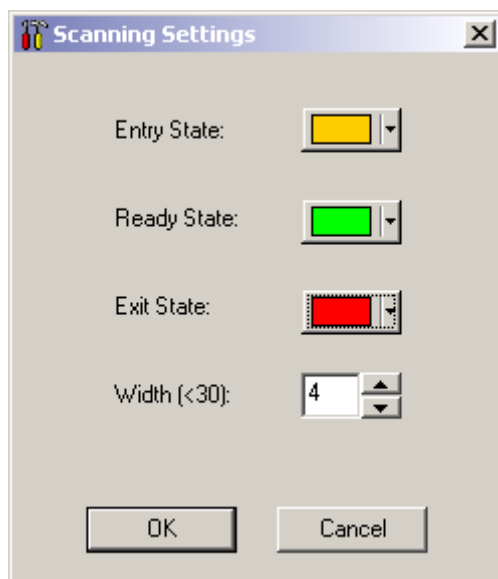 Scanning Settings
Entry State:
Ready State:
Exit State:
Width (<30):
4
OK
Cancel